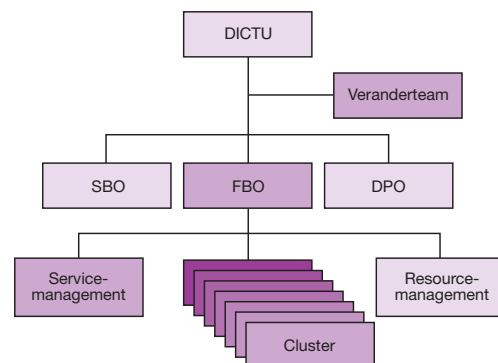 DICTU
Veranderteam
SBO
FBO
DPO
Service-
management
Resource-
management
Cluster